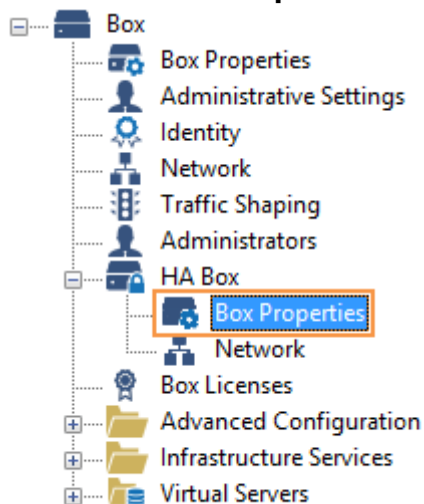 Box
Box Properties
Administrative Settings
Identity
Network
Traffic Shaping
Administrators
HA Box
Box Properties
Network
Box Licenses
Advanced Configuration
Infrastructure Services
Virtual Servers